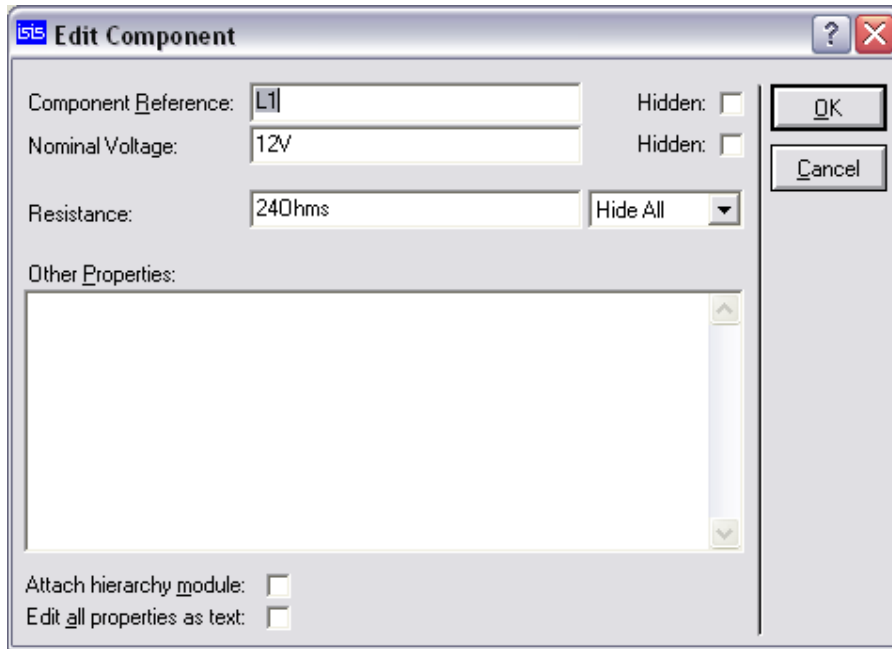 isis Edit Component
Component Reference: L1 Hidden:
Nominal Voltage: 12V Hidden:
Resistance: 24Ohms Hide All
Other Properties:
Attach hierarchy module:
Edit all properties as text:
?
OK
Cancel